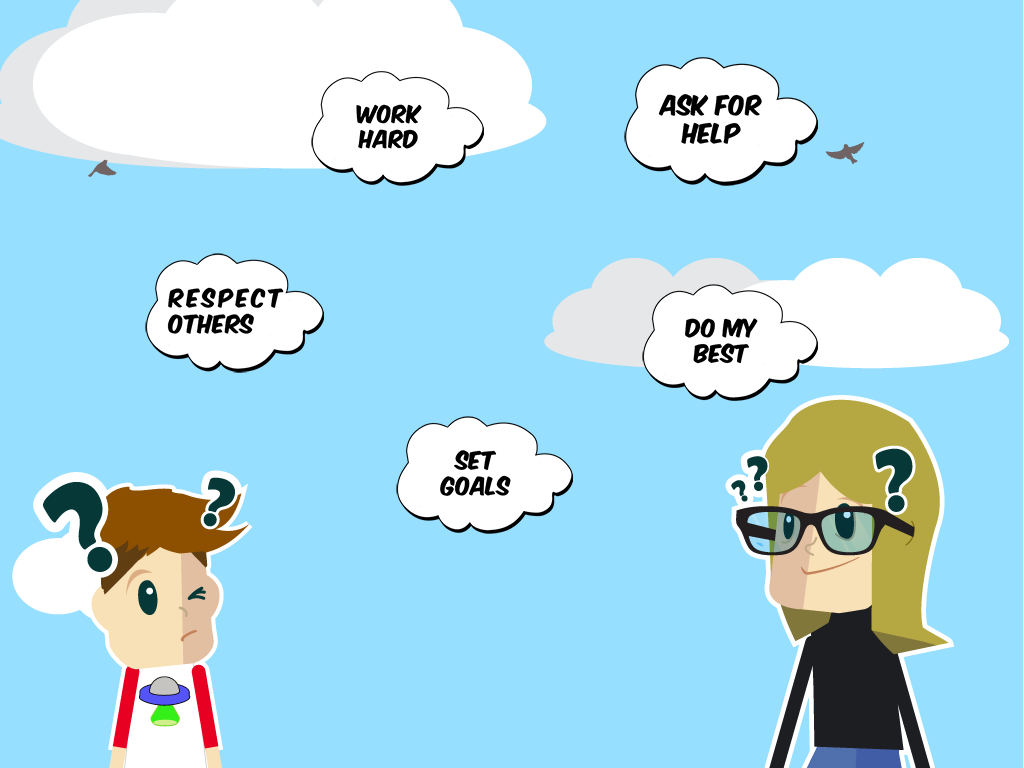 WORK
HARD
ASK FOR
HELP
RESPECT
OTHERS
DO MY
BEST
SET
GOALS
?
?
?
?
?